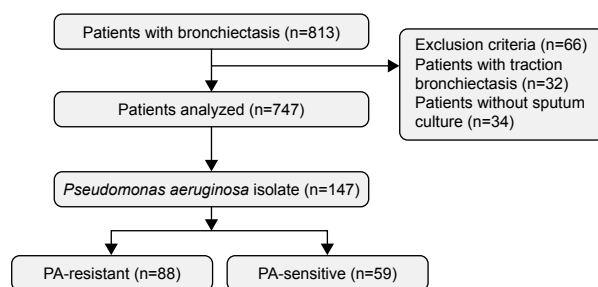 Patients with bronchiectasis (n=813)
Exclusion criteria (n=66)
Patients with traction
bronchiectasis (n=32)
Patients without sputum
culture (n=34)
Patients analyzed (n=747)
Pseudomonas aeruginosa isolate (n=147)
PA-resistant (n=88)
PA-sensitive (n=59)